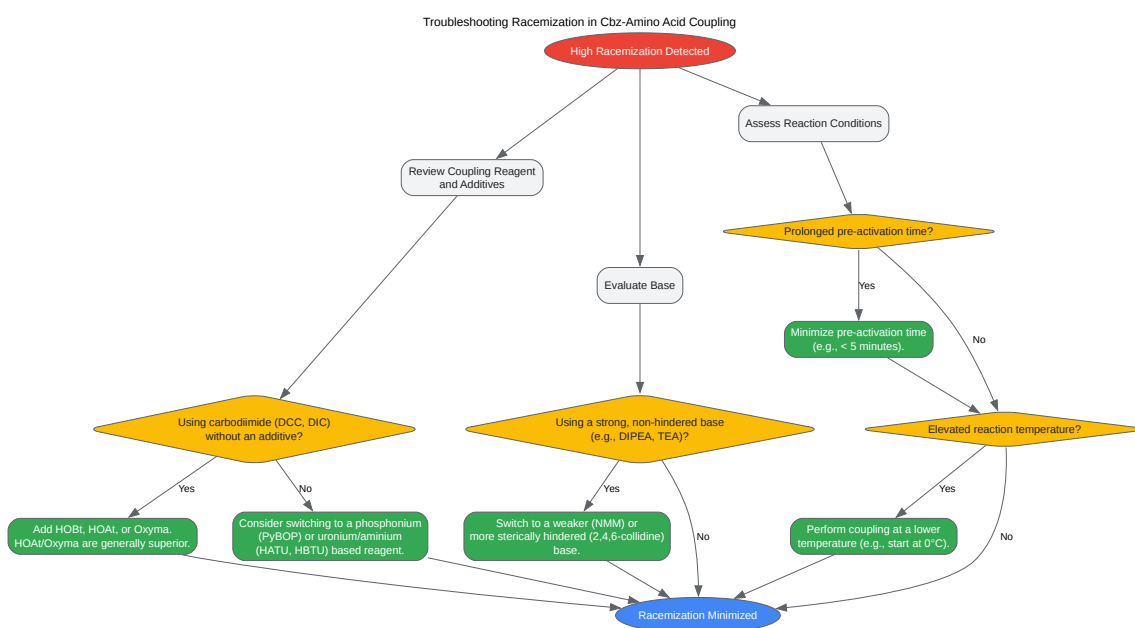 Troubleshooting Racemization in Cbz-Amino Acid Coupling
High Racemization Detected
Assess Reaction Conditions
Review Coupling Reagent
and Additives
Prolonged pre-activation time?
Evaluate Base
Yes
Minimize pre-activation time
(e.g., < 5 minutes).
No
Using carbodiimide (DCC, DIC)
without an additive?
Using a strong, non-hindered base
(e.g., DIPEA, TEA)?
Elevated reaction temperature?
Yes
No
Yes
Yes
Add HOBt, HOAt, or Oxyma.
HOAt/Oxyma are generally superior.
Consider switching to a phosphonium
(PyBOP) or uronium/aminium
(HATU, HBTU) based reagent.
Switch to a weaker (NMM) or
more sterically hindered (2,4,6-collidine)
base.
No
Perform coupling at a lower
temperature (e.g., start at 0°C).
No
Racemization Minimized